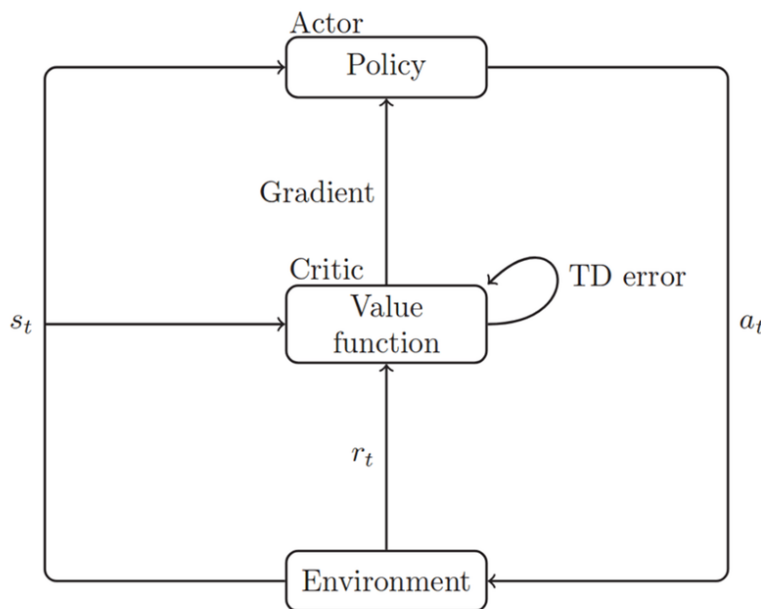 Actor
Policy
Gradient
Critic
TD error
Value
function
s_t
a_t
r_t
Environment